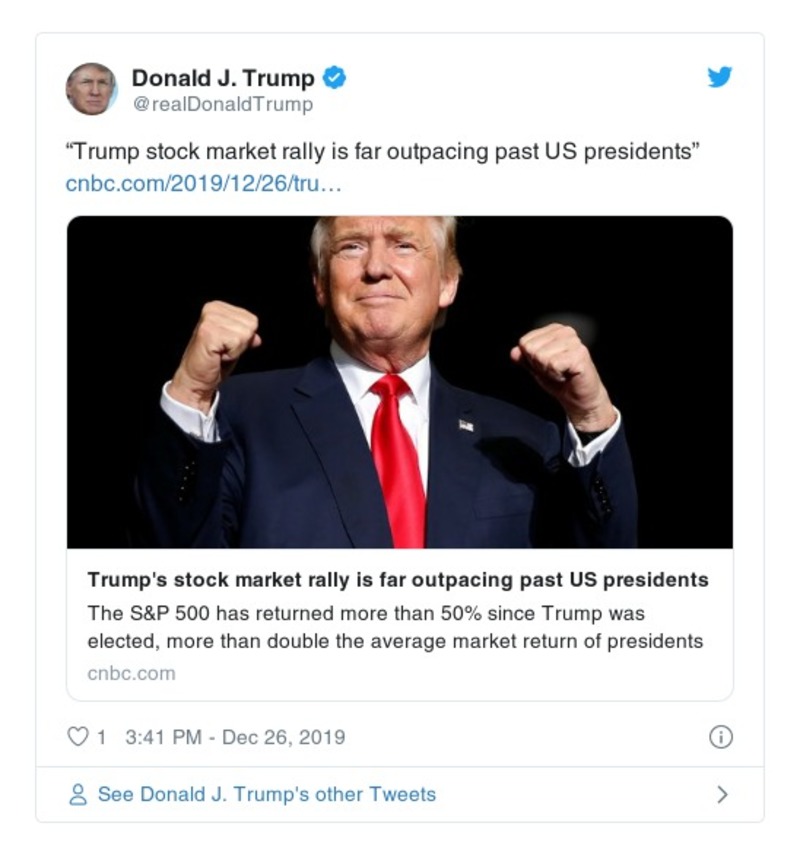 Donald J. Trump
@realDonaldTrump
“Trump stock market rally is far outpacing past US presidents”
cnbc.com/2019/12/26/tru…
Trump's stock market rally is far outpacing past US presidents
The S&P 500 has returned more than 50% since Trump was
elected, more than double the average market return of presidents
cnbc.com
1 3:41 PM - Dec 26, 2019
See Donald J. Trump's other Tweets